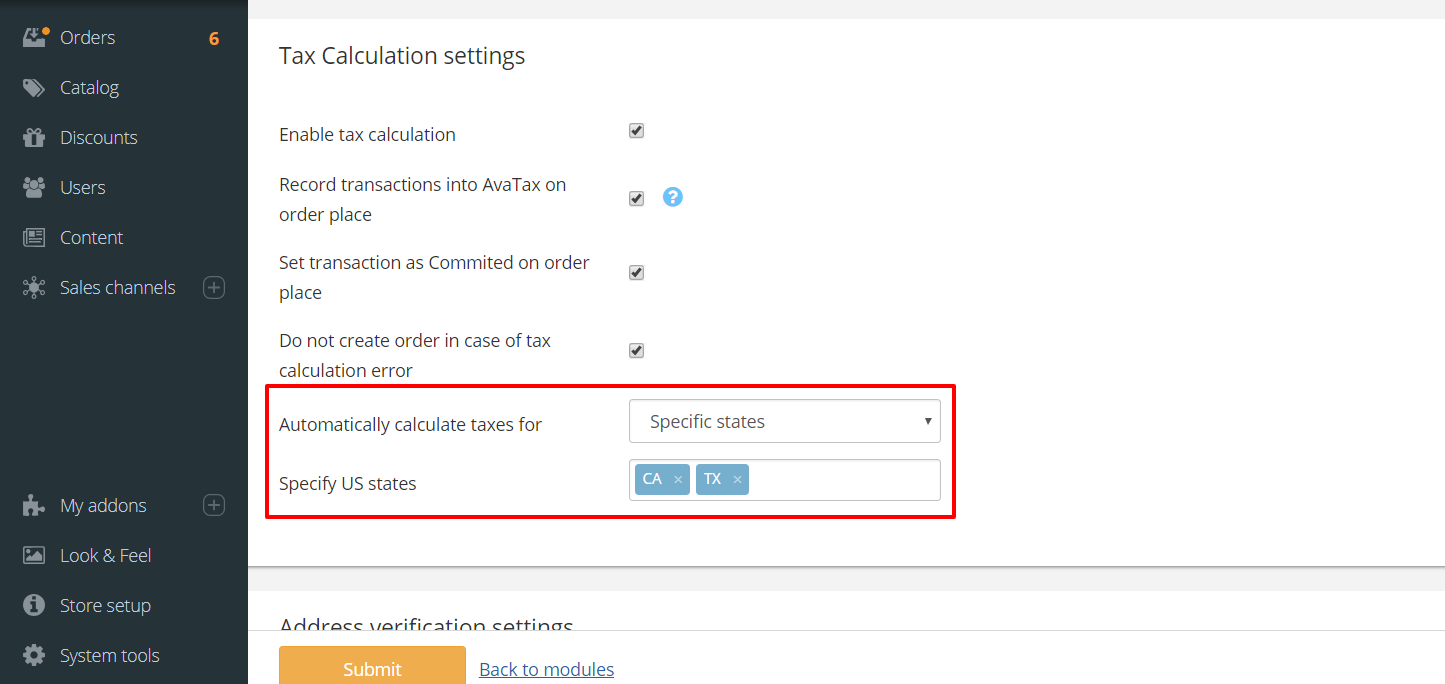 Orders 6
Catalog
Discounts
Users
Content
Sales channels
My addons
Look & Feel
Store setup
System tools
Tax Calculation settings
Enable tax calculation
Record transactions into AvaTax on
order place
?
Set transaction as Commited on order
place
Do not create order in case of tax
calculation error
Automatically calculate taxes for
Specific states
Specify US states
CA × TX ×
Address verification settings
Submit Back to modules